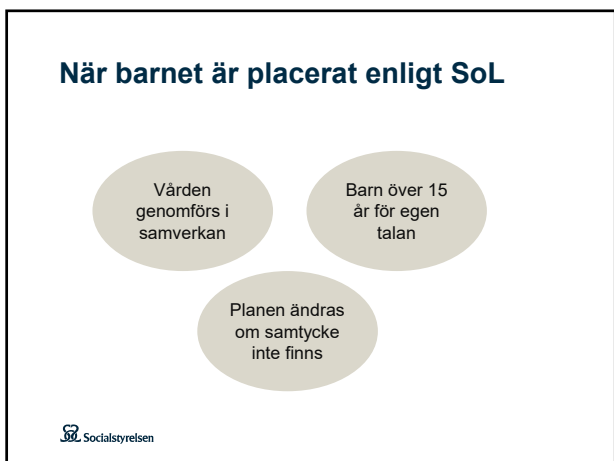 När barnet är placerat enligt SoL
Vården
genomförs i
samverkan
Barn över 15
år för egen
talan
Planen ändras
om samtycke
inte finns
Socialstyrelsen